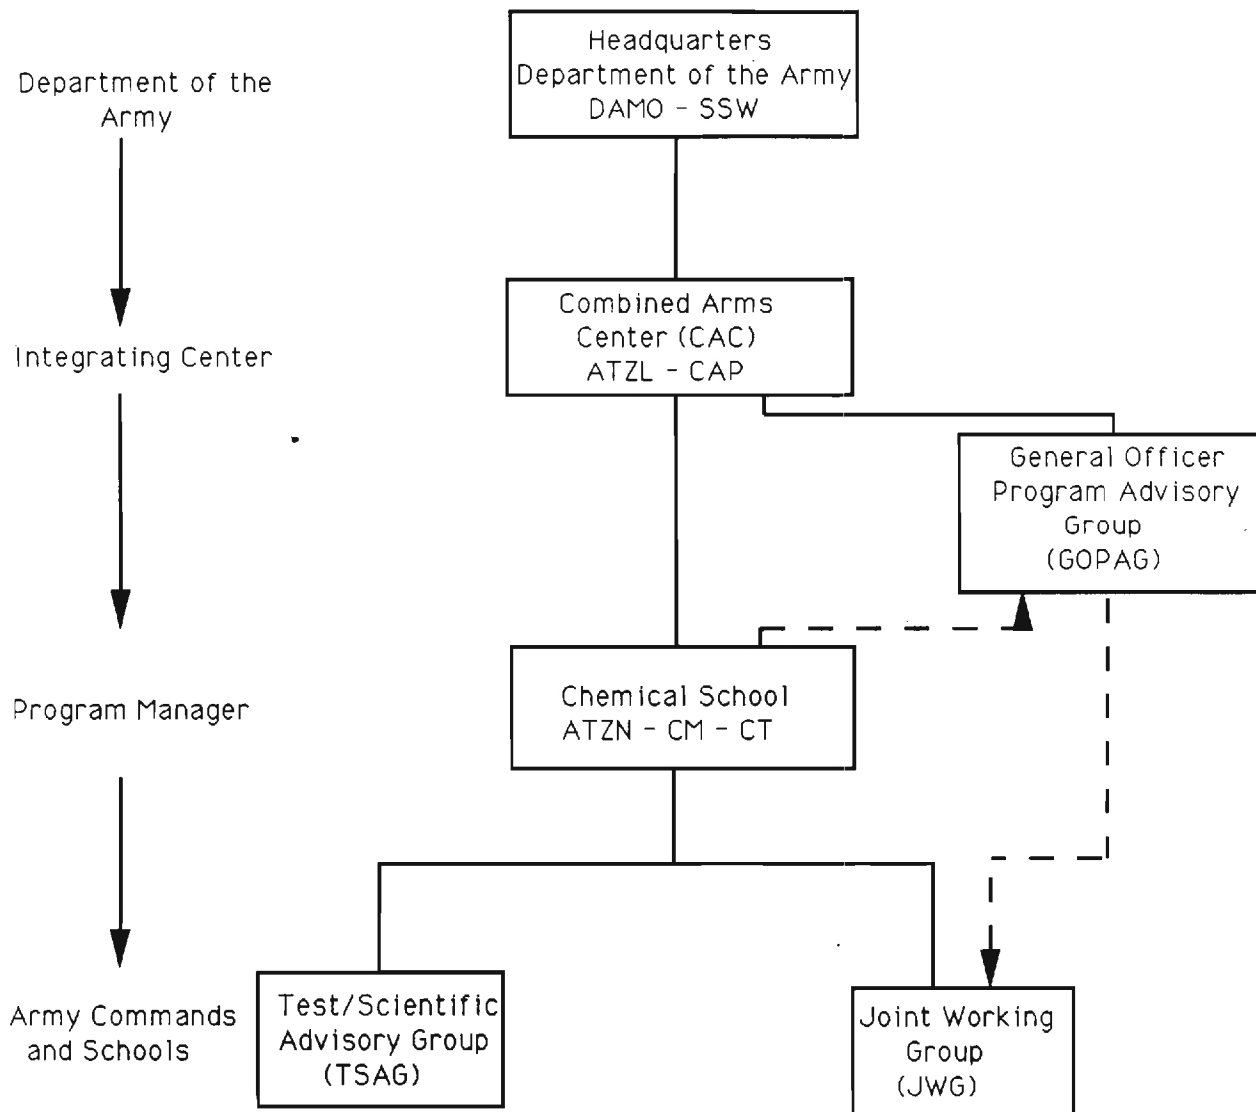 Department of the
Army
Headquarters
Department of the Army
DAMO - SSW
Integrating Center
Combined Arms
Center (CAC)
ATZL - CAP
General Officer
Program Advisory
Group
(GOPAG)
Program Manager
Chemical School
ATZN - CM - CT
Army Commands
and Schools
Test/Scientific
Advisory Group
(TSAG)
Joint Working
Group
(JWG)